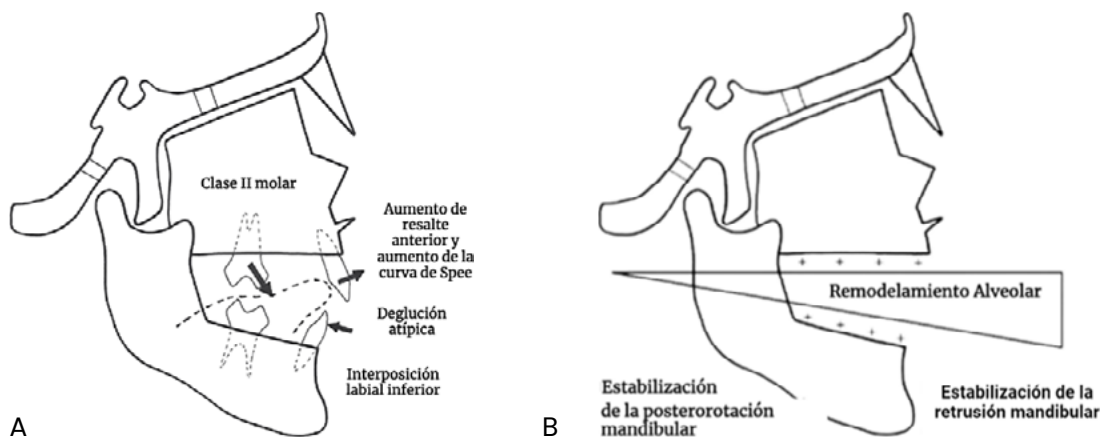 Clase II molar
Aumento de
resalte
anterior y
aumento de la
curva de Spee
Deglución
atípica
Interposición
labial inferior
A
Remodelamiento Alveolar
Estabilización
de la posterorotación
mandibular
Estabilización de la
retrusión mandibular
B